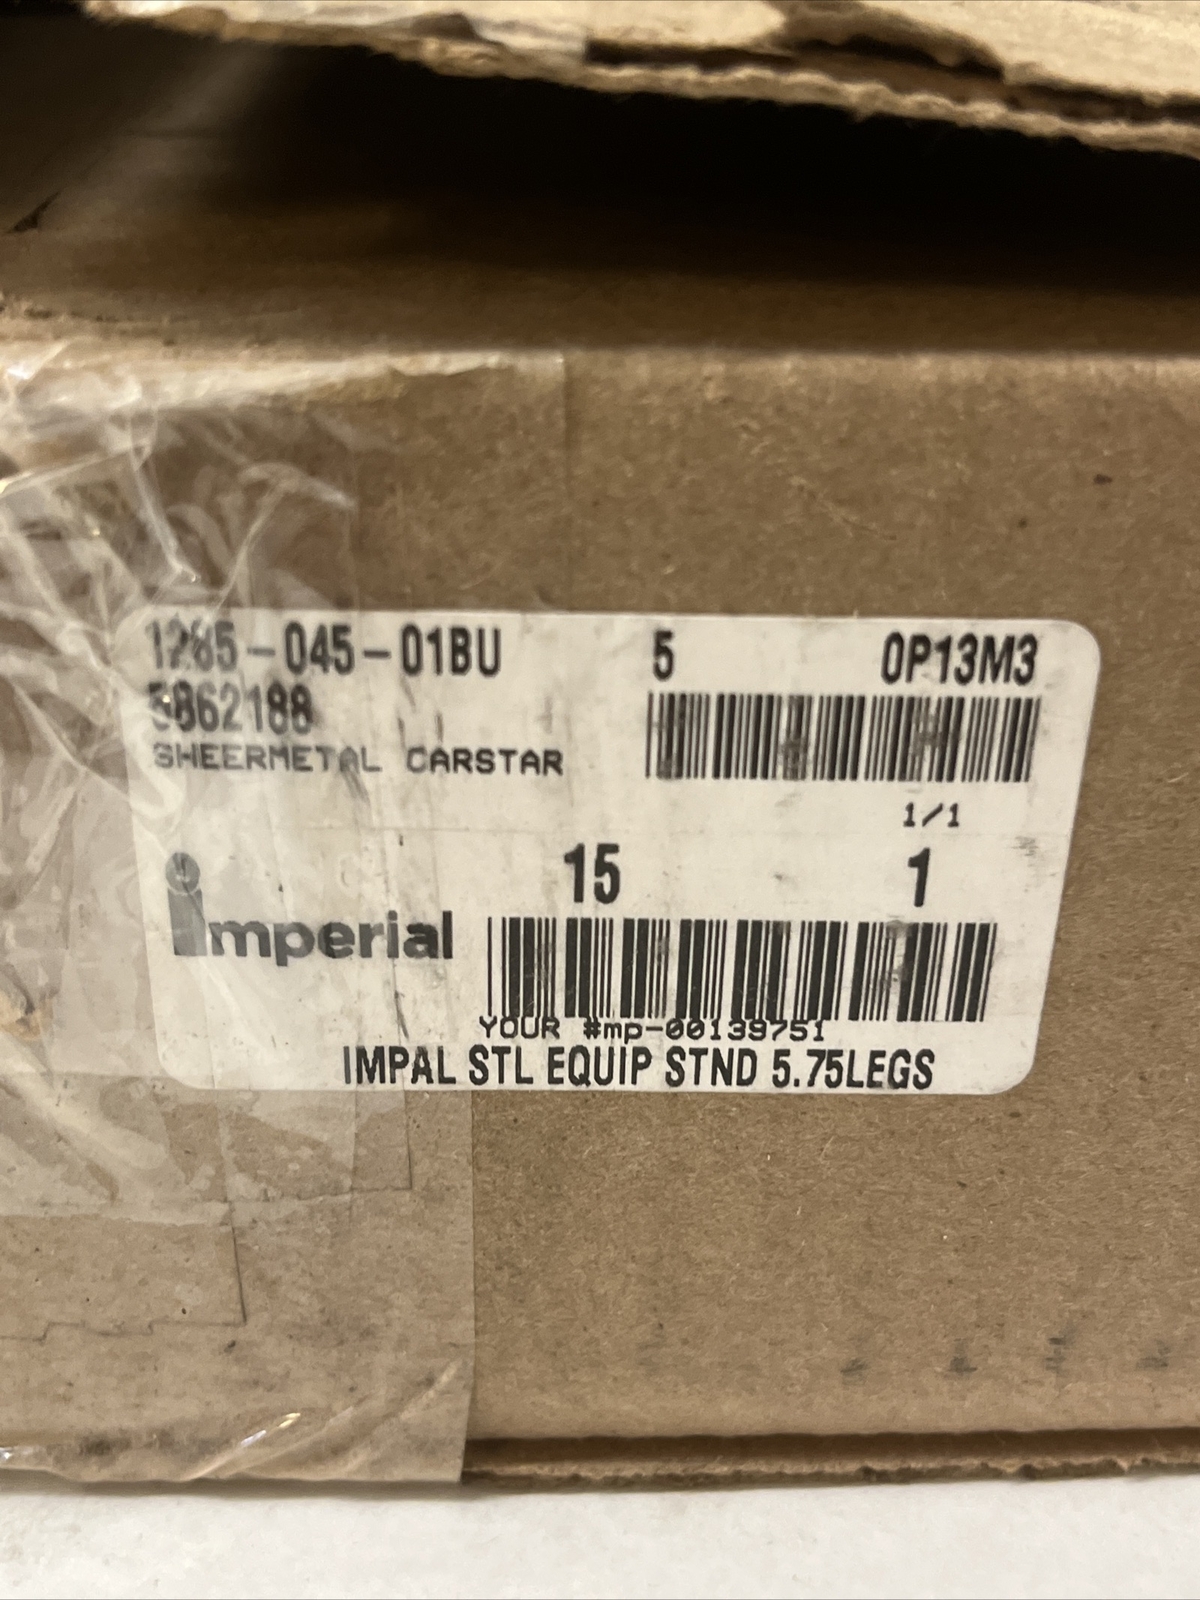 1285-045-01BU 5 0P13M3
5862188
SHEERMETAL CARSTAR
1/1
15 1
imperial
YOUR #mp-00139751
IMPAL STL EQUIP STND 5.75LEGS